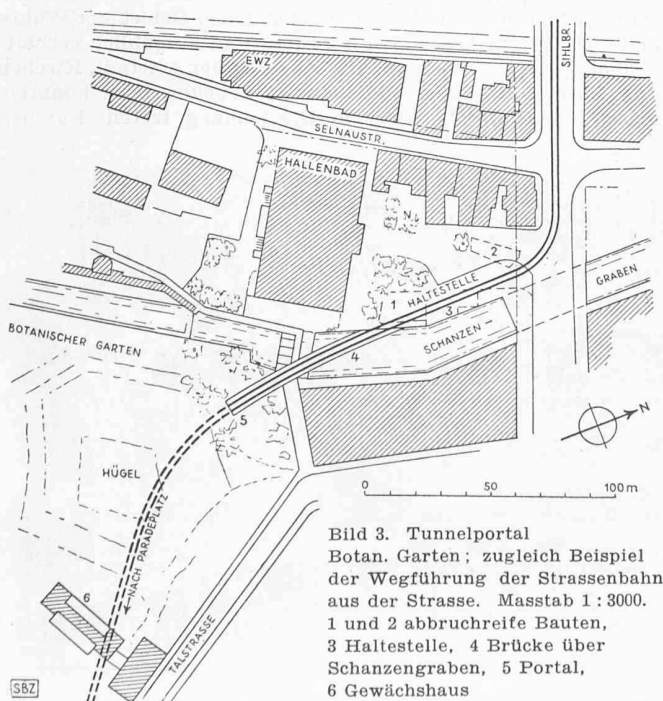 EWZ
SIHLBR.
SELNAUSTR.
HALLENBAD
N
2
GRABEN
1 HALTESTELLE
3
SCHANZEN
BOTANISCHER GARTEN
4
5
N
HÜGEL
0 50 100 m
NACH PARADEPLATZ
6
TALSTRASSE
SBZ
Bild 3. Tunnelportal
Botan. Garten; zugleich Beispiel
der Wegführung der Strassenbahn
aus der Strasse. Masstab 1 : 3000.
1 und 2 abbruchreife Bauten,
3 Haltestelle, 4 Brücke über
Schanzengraben, 5 Portal,
6 Gewächshaus